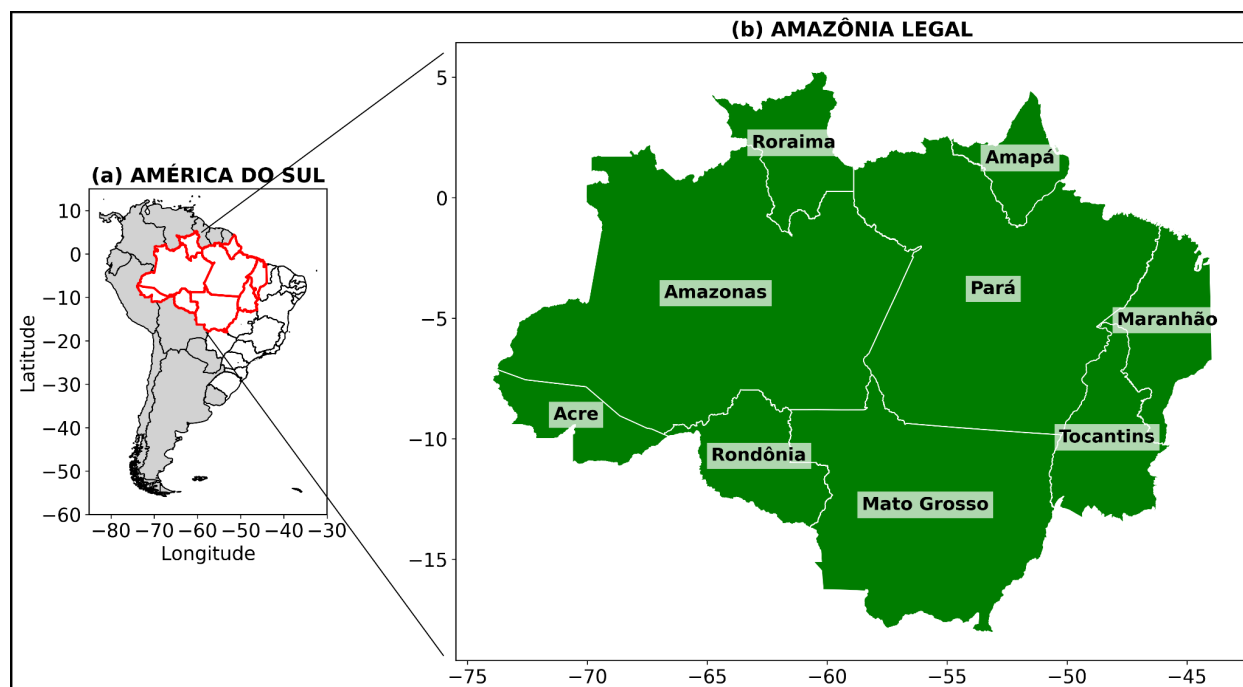 (a) AMÉRICA DO SUL
Latitude
10
0
−10
−20
−30
−40
−50
−60
−80 −70 −60 −50 −40 −30
Longitude
(b) AMAZÔNIA LEGAL
5
0
−5
−10
−15
Roraima
Amapá
Amazonas
Pará
Maranhão
Acre
Tocantins
Rondônia
Mato Grosso
−75 −70 −65 −60 −55 −50 −45